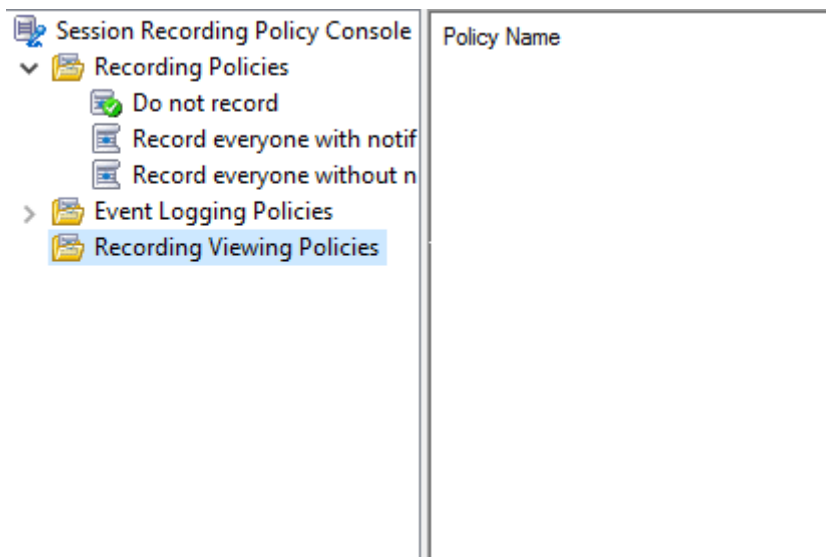 Session Recording Policy Console
Policy Name
Recording Policies
Do not record
Record everyone with notif
Record everyone without n
Event Logging Policies
Recording Viewing Policies